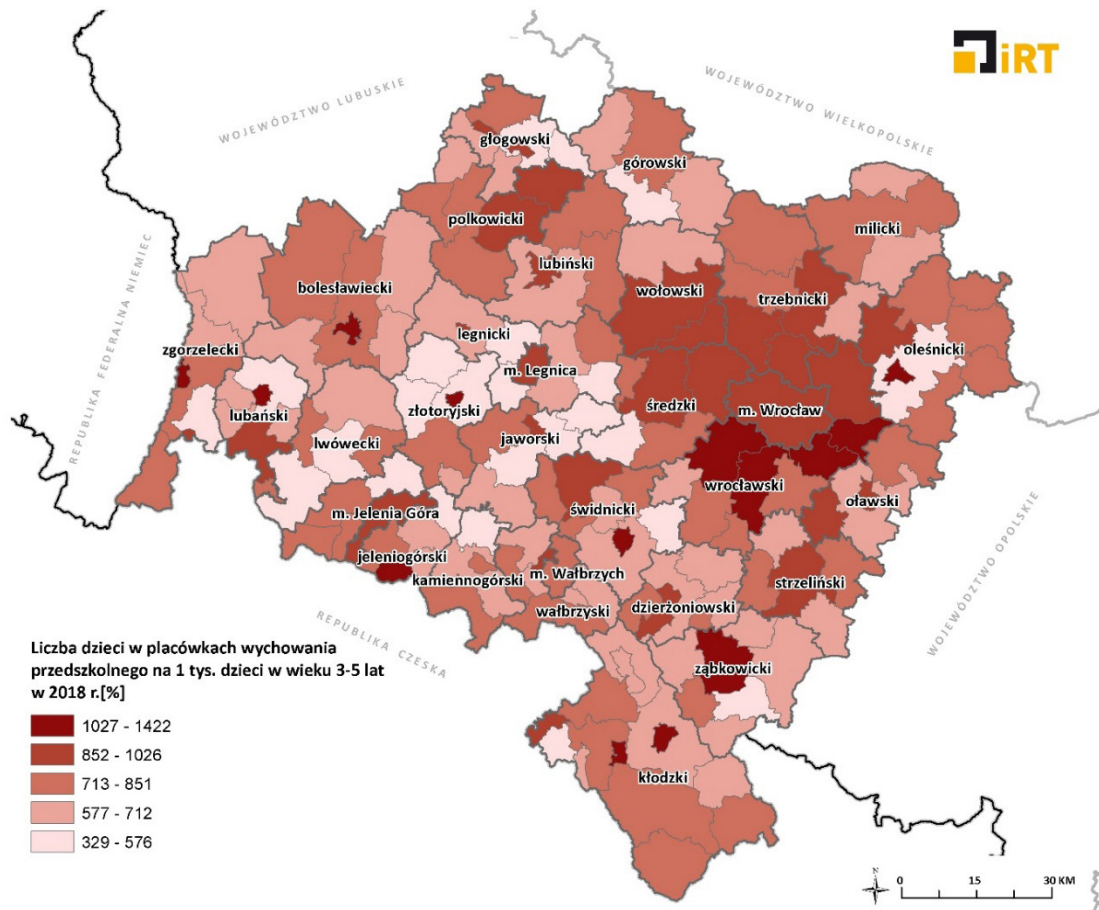 iRT
WOJEWÓDZTWO LUBUSKIE
WOJEWÓDZTWO WIELKOPOLSKIE
głogowski
górowski
polkowicki
milicki
lubiński
bolesławiecki
wołowski
trzebnicki
REPUBLIKA FEDERALNA NIEMIEC
legnicki
zgorzelecki
oleśnicki
m. Legnica
lubański
złotoryjski
średzki
m. Wrocław
lwówecki
jaworski
wrocławski
oławski
m. Jelenia Góra
świdnicki
jeleniogórski
kamiennogórski
m. Wałbrzych
strzeliński
wałbrzyski
dzierżoniowski
WOJEWÓDZTWO OPOLSKIE
REPUBLIKA CZESKA
ząbkowicki
kłodzki
Liczba dzieci w placówkach wychowania
przedszkolnego na 1 tys. dzieci w wieku 3-5 lat
w 2018 r.[%]
1027 - 1422
852 - 1026
713 - 851
577 - 712
329 - 576
N
0 15 30 KM